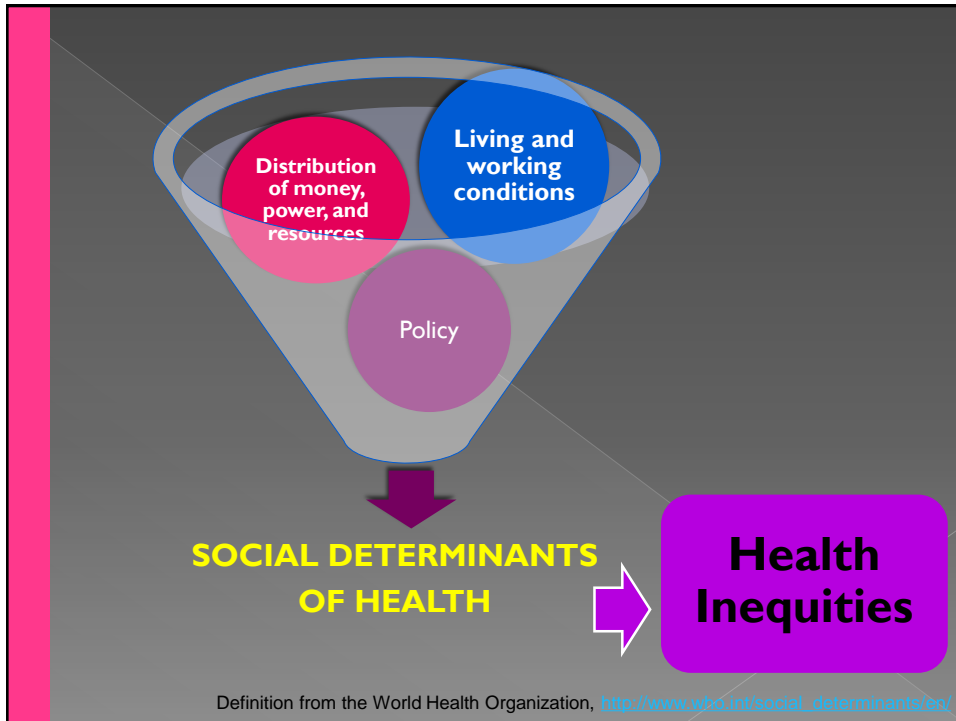 Living and
working
conditions
Distribution
of money,
power, and
resources
Policy
SOCIAL DETERMINANTS
OF HEALTH
Health
Inequities
Definition from the World Health Organization, http://www.who.int/social_determinants/en/